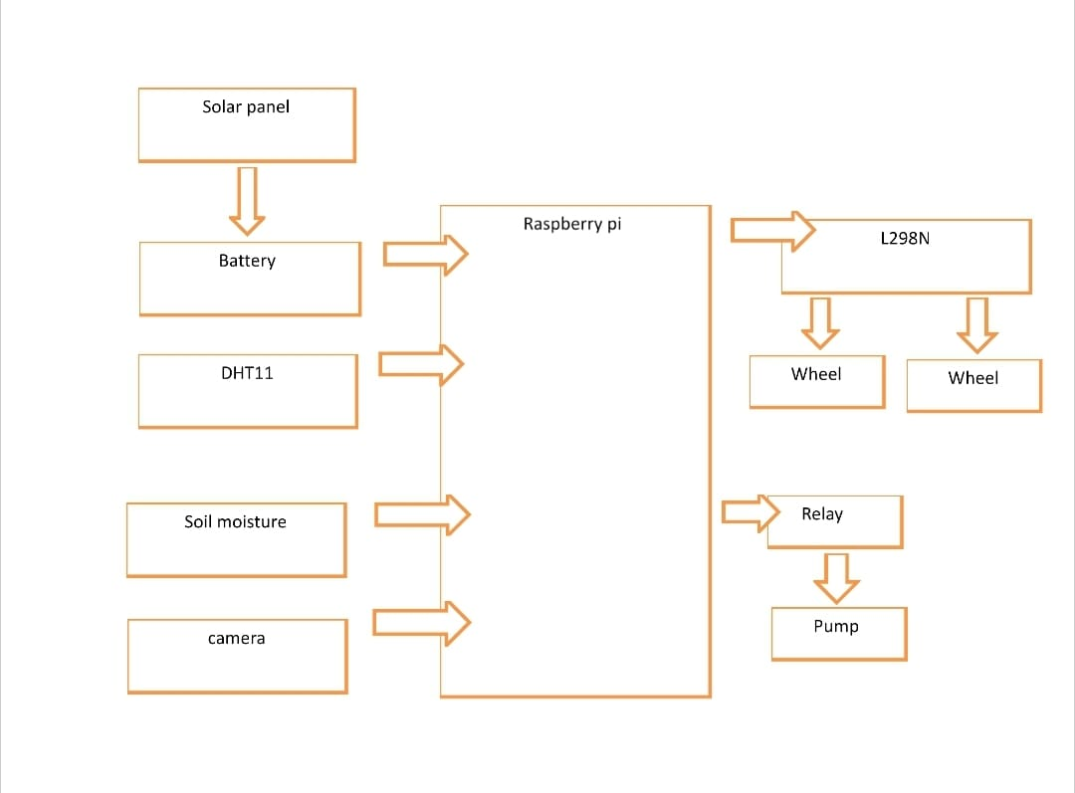 Solar panel
Battery
DHT11
Soil moisture
camera
Raspberry pi
L298N
Wheel
Wheel
Relay
Pump